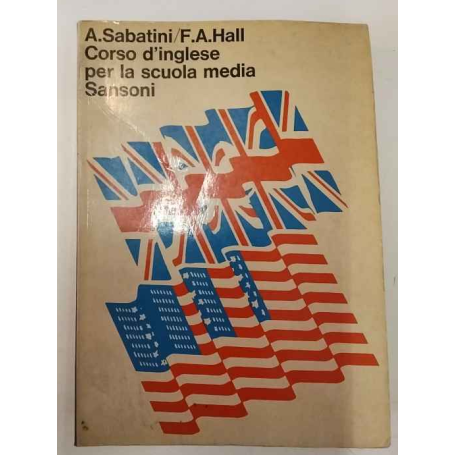 A.Sabatini/F.A.Hall
Corso d'inglese
per la scuola media
Sansoni